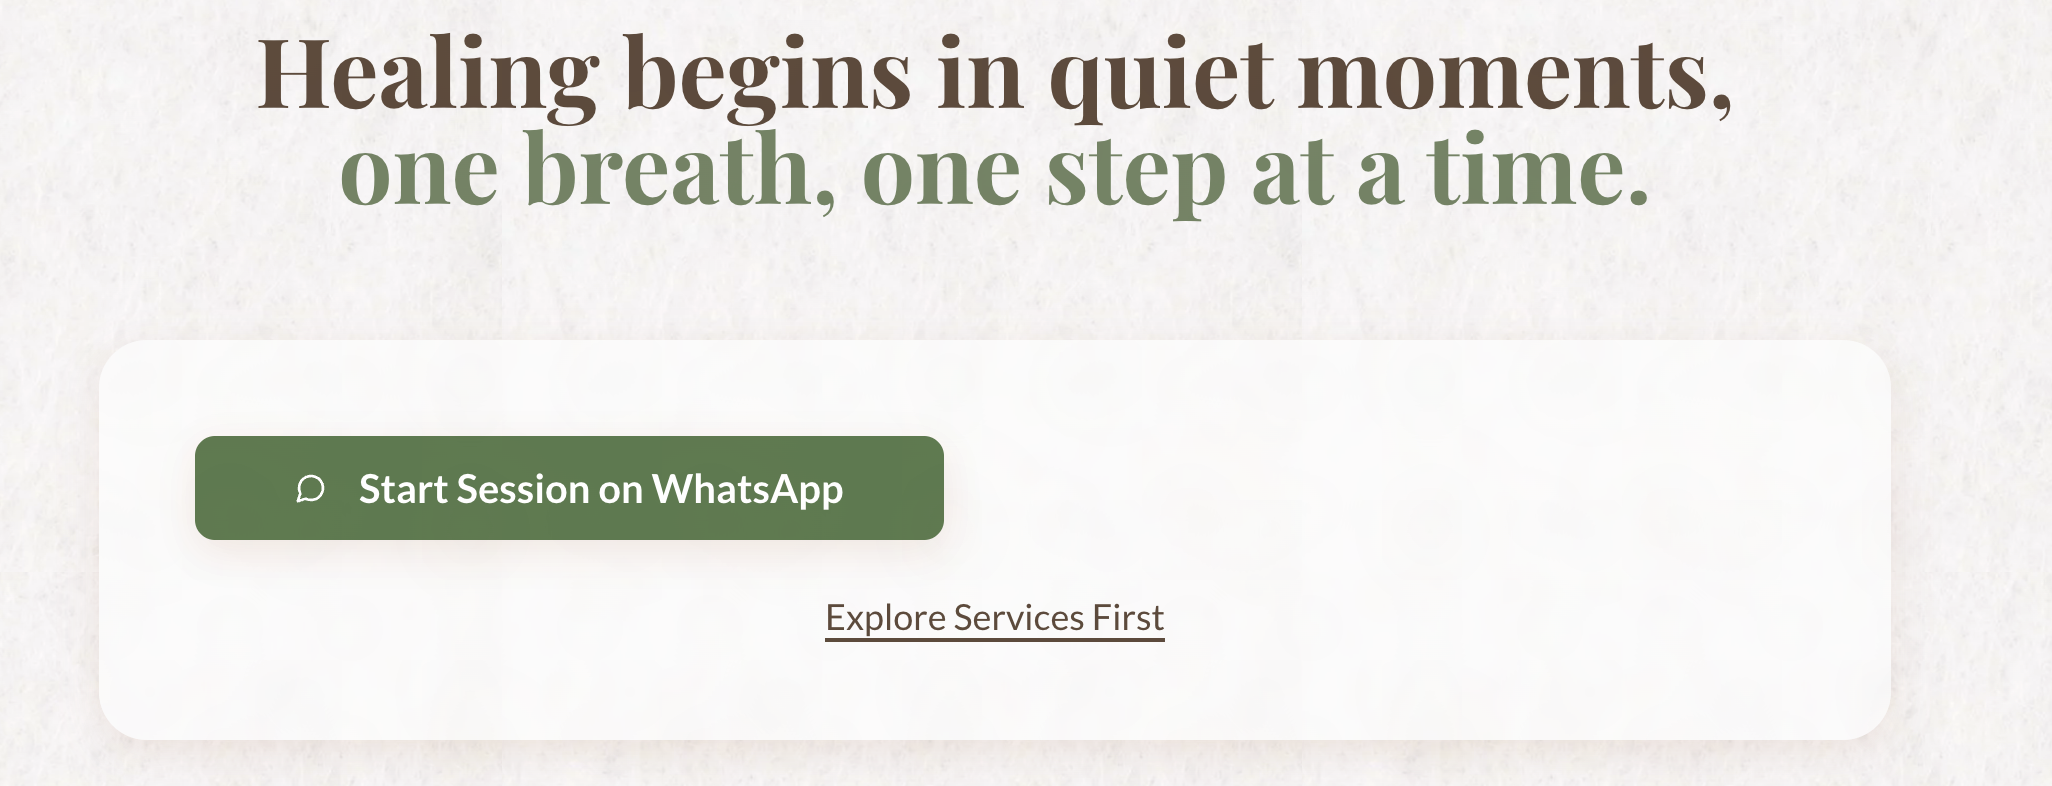 Healing begins in quiet moments,
one breath, one step at a time.
Start Session on WhatsApp
Explore Services First